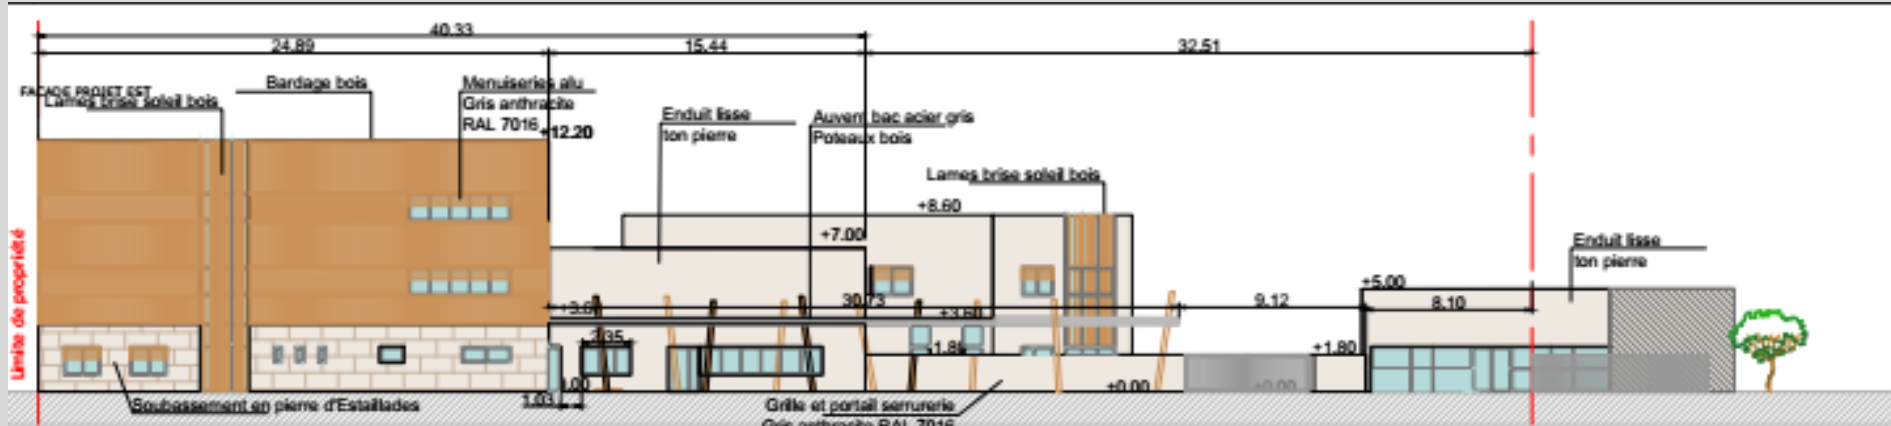 40.33
24.89
15.44
32.51
FACADE PROJET EST
Lames brise soleil bois
Bardage bois
Menuiseries alu
Gris anthracite
RAL 7016
+12.20
Enduit lisse
ton pierre
Auvent bac acier gris
Poteaux bois
Lames brise soleil bois
+8.60
+7.00
Enduit lisse
ton pierre
Limite de propriété
+5.00
30.73
9.12
8.10
+3.60
2.35
+1.80
+0.00
+0.00
1.03
Soubassement en pierre d'Estaillades
Grille et portail serrurerie
Gris anthracite RAL 7016